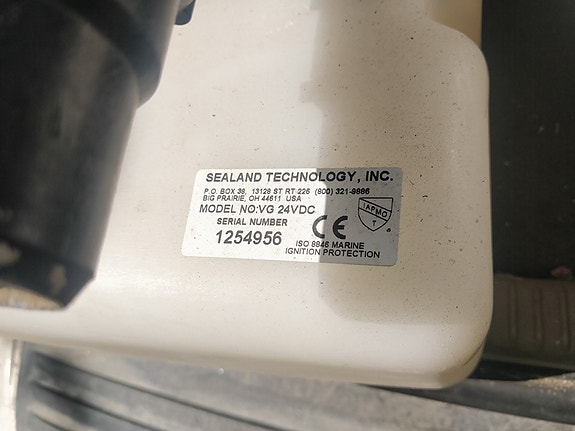 SEALAND TECHNOLOGY, INC.
P.O. BOX 38, 13128 ST RT 226 (800) 321-9886
BIG PRAIRIE, OH 44611 USA
MODEL NO:VG 24VDC
SERIAL NUMBER
1254956
CE
IAPMO
T
ISO 8846 MARINE
IGNITION PROTECTION